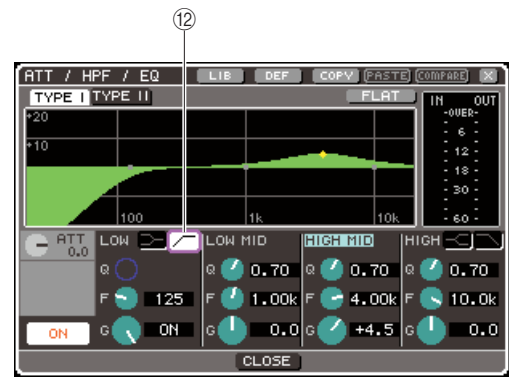 ⑫
ATT / HPF / EQ LIB DEF COPY PASTE COMPARE X
TYPE I TYPE II FLAT IN OUT
-OVER-
+20
6
+10
12
18
30
100 1k 10k
60
ATT 0.0 LOW LOW MID HIGH MID HIGH
Q Q 0.70 Q 0.70 Q 0.70
F 125 F 1.00k F 4.00k F 10.0k
ON G ON G 0.0 G +4.5 G 0.0
CLOSE